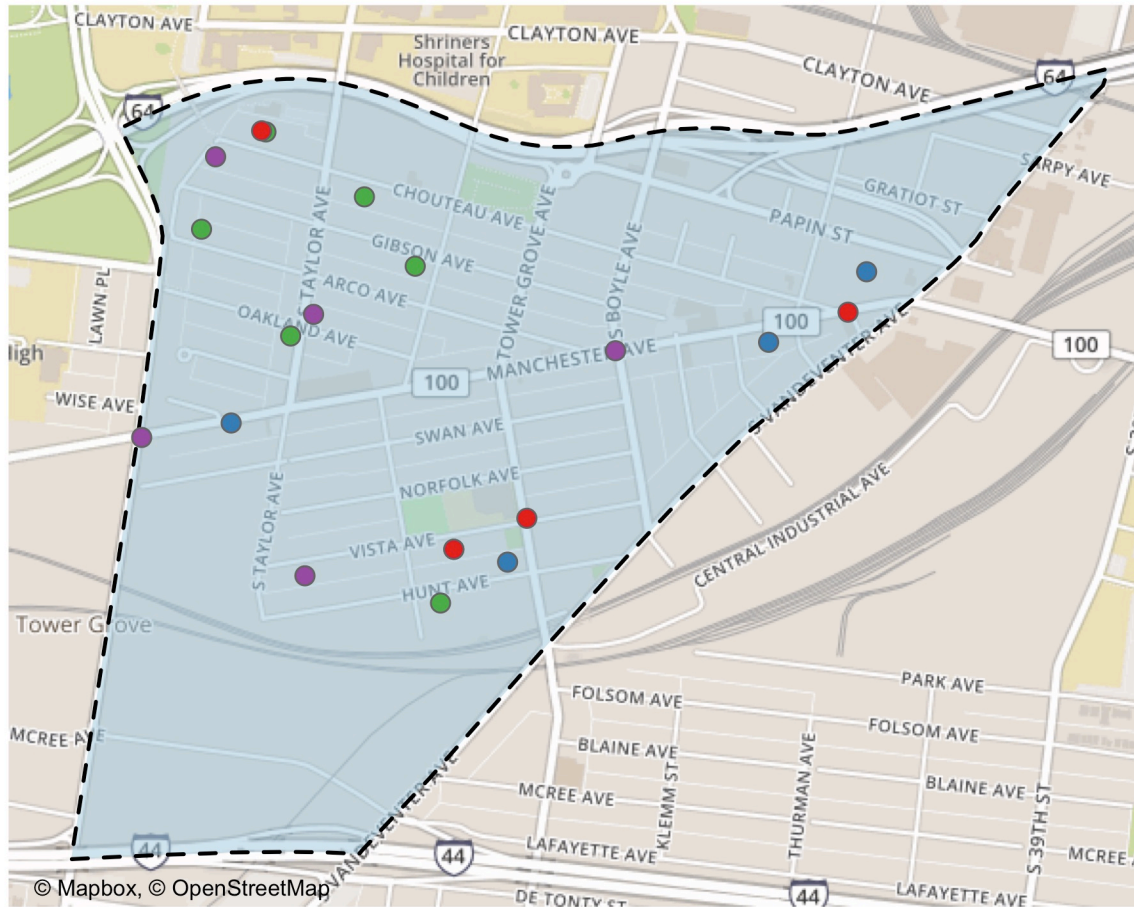 CLAYTON AVE
Shriners
Hospital for
Children
CLAYTON AVE
CLAYTON AVE
64
64
SARPY AVE
GRATIOT ST
PAPIN ST
CHOUTEAU AVE
GIBSON AVE
ARCO AVE
OAKLAND AVE
S TAYLOR AVE
TOWER GROVE AVE
S BOYLE AVE
LAWN PL
High
WISE AVE
100
MANCHESTER AVE
100
100
S VANDEVENTER AVE
SWAN AVE
NORFOLK AVE
VISTA AVE
HUNT AVE
S TAYLOR AVE
CENTRAL INDUSTRIAL AVE
Tower Grove
MCREE AVE
PARK AVE
FOLSOM AVE
FOLSOM AVE
BLAINE AVE
BLAINE AVE
MCREE AVE
KLEMM ST
THURMAN AVE
S 39TH ST
MCREE
LAFAYETTE AVE
LAFAYETTE AVE
44
44
44
S VANDEVENTER AVE
DE TONTY ST
© Mapbox, © OpenStreetMap